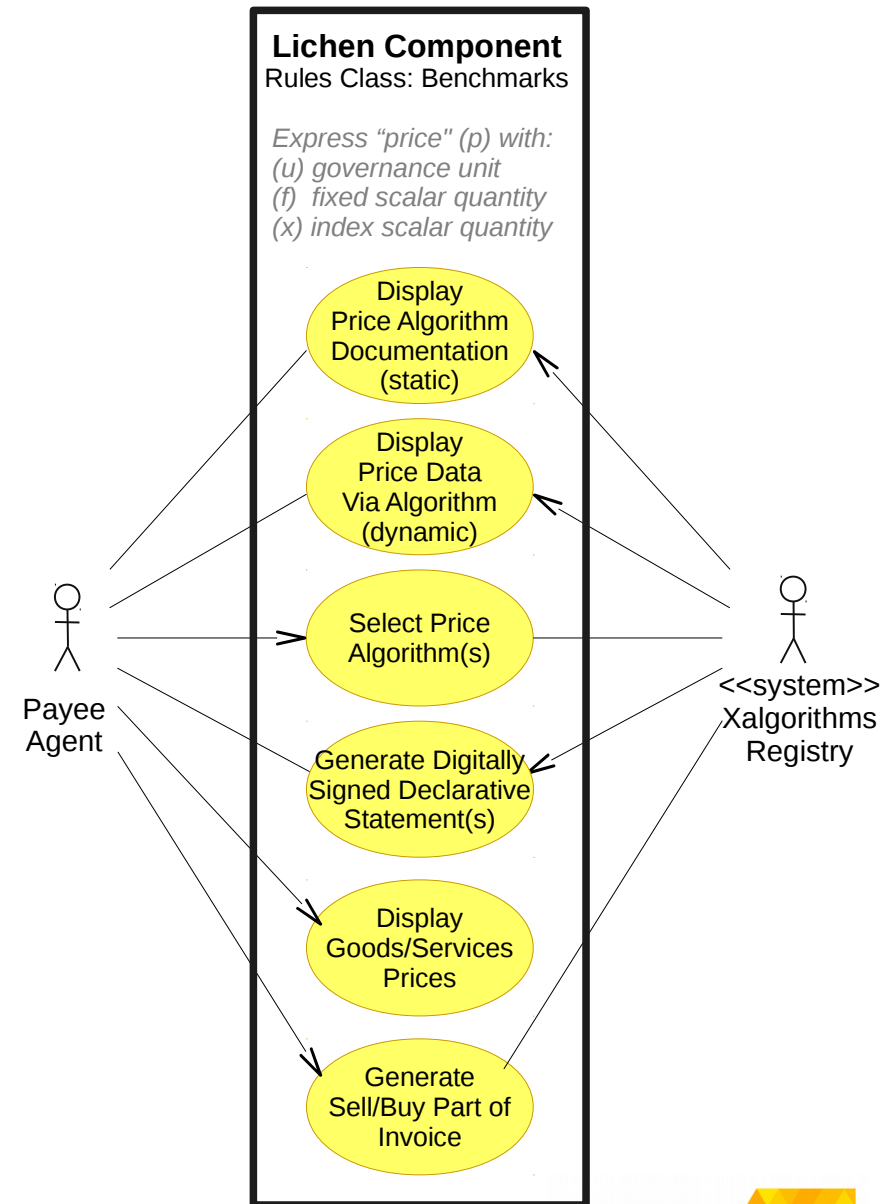 Lichen Component
Rules Class: Benchmarks
Express “price" (p) with:
(u) governance unit
(f) fixed scalar quantity
(x) index scalar quantity
Display
Price Algorithm
Documentation
(static)
Display
Price Data
Via Algorithm
(dynamic)
Select Price
Algorithm(s)
Payee
Agent
<<system>>
Xalgorithms
Registry
Generate Digitally
Signed Declarative
Statement(s)
Display
Goods/Services
Prices
Generate
Sell/Buy Part of
Invoice